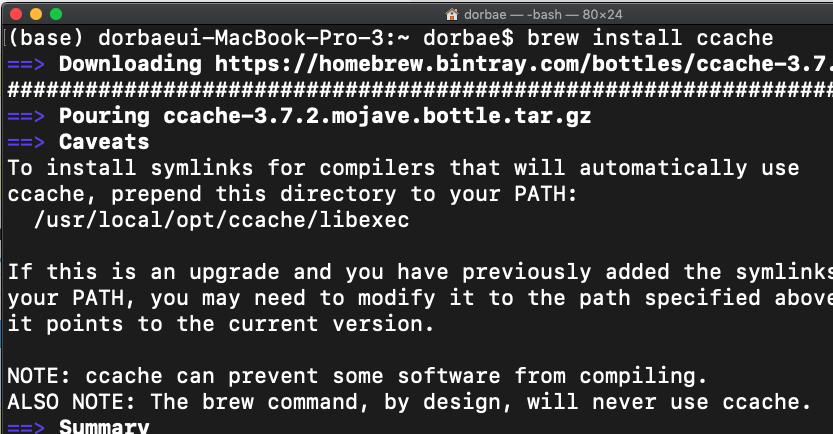 dorbae — -bash — 80×24
(base) dorbaeui-MacBook-Pro-3:~ dorbae$ brew install ccache
==> Downloading https://homebrew.bintray.com/bottles/ccache-3.7.
################################################################
==> Pouring ccache-3.7.2.mojave.bottle.tar.gz
==> Caveats
To install symlinks for compilers that will automatically use
ccache, prepend this directory to your PATH:
/usr/local/opt/ccache/libexec
If this is an upgrade and you have previously added the symlinks
your PATH, you may need to modify it to the path specified above
it points to the current version.
NOTE: ccache can prevent some software from compiling.
ALSO NOTE: The brew command, by design, will never use ccache.
==> Summary